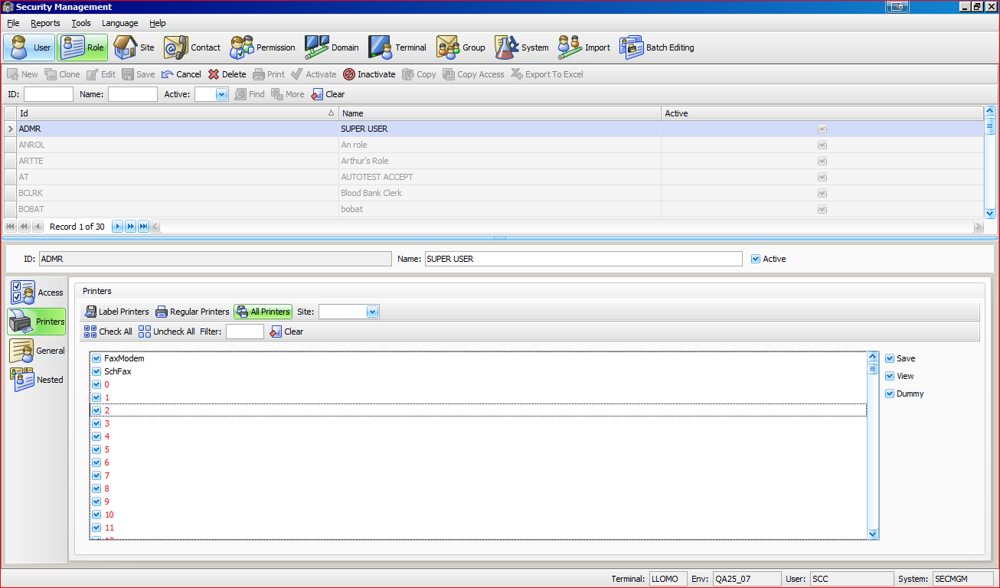 Security Management
File Reports Tools Language Help
User Role Site Contact Permission Domain Terminal Group System Import Batch Editing
New Clone Edit Save Cancel Delete Print Activate Inactivate Copy Copy Access Export To Excel
ID: Name: Active: Find More Clear
Id Name Active
ADMR SUPER USER
ANROL An role
ARTTE Arthur's Role
AT AUTOTEST ACCEPT
BCLRK Blood Bank Clerk
BOBAT bobat
Record 1 of 30
ID: ADMR Name: SUPER USER Active
Access
Printers
General
Nested
Printers
Label Printers Regular Printers All Printers Site:
Check All Uncheck All Filter: Clear
FaxModem
SchFax
0
1
2
3
4
5
6
7
8
9
10
11
Save
View
Dummy
Terminal: LLOMO Env: QA25_07 User: SCC System: SECMGM